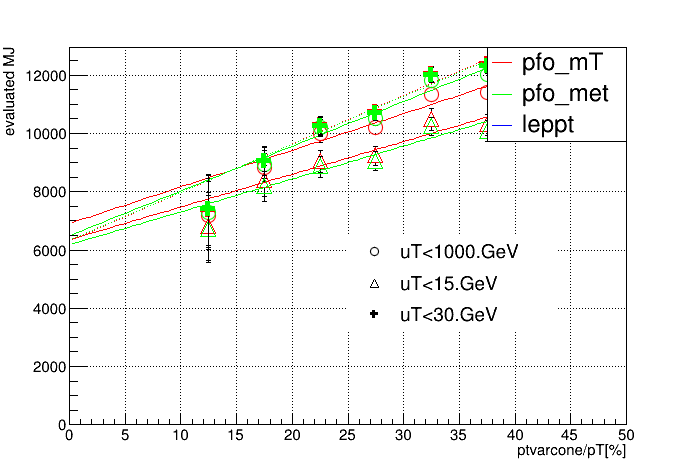 evaluated MJ
12000
10000
8000
6000
4000
2000
0
pfo_mT
pfo_met
leppt
uT<1000.GeV
uT<15.GeV
uT<30.GeV
0 5 10 15 20 25 30 35 40 45 50
ptvarcone/pT[%]